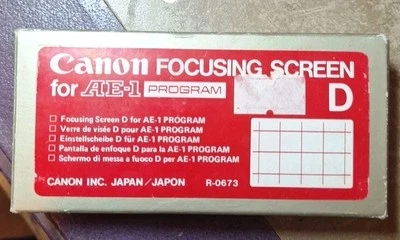 Canon FOCUSING SCREEN
for AE-1 PROGRAM D
□ Focusing Screen D for AE-1 PROGRAM
□ Verre de visée D pour AE-1 PROGRAM
□ Einstellscheibe D für AE-1 PROGRAM
□ Pantalla de enfoque D para la AE-1 PROGRAM
□ Schermo di messa a fuoco D per AE-1 PROGRAM
CANON INC. JAPAN/JAPON R-0673